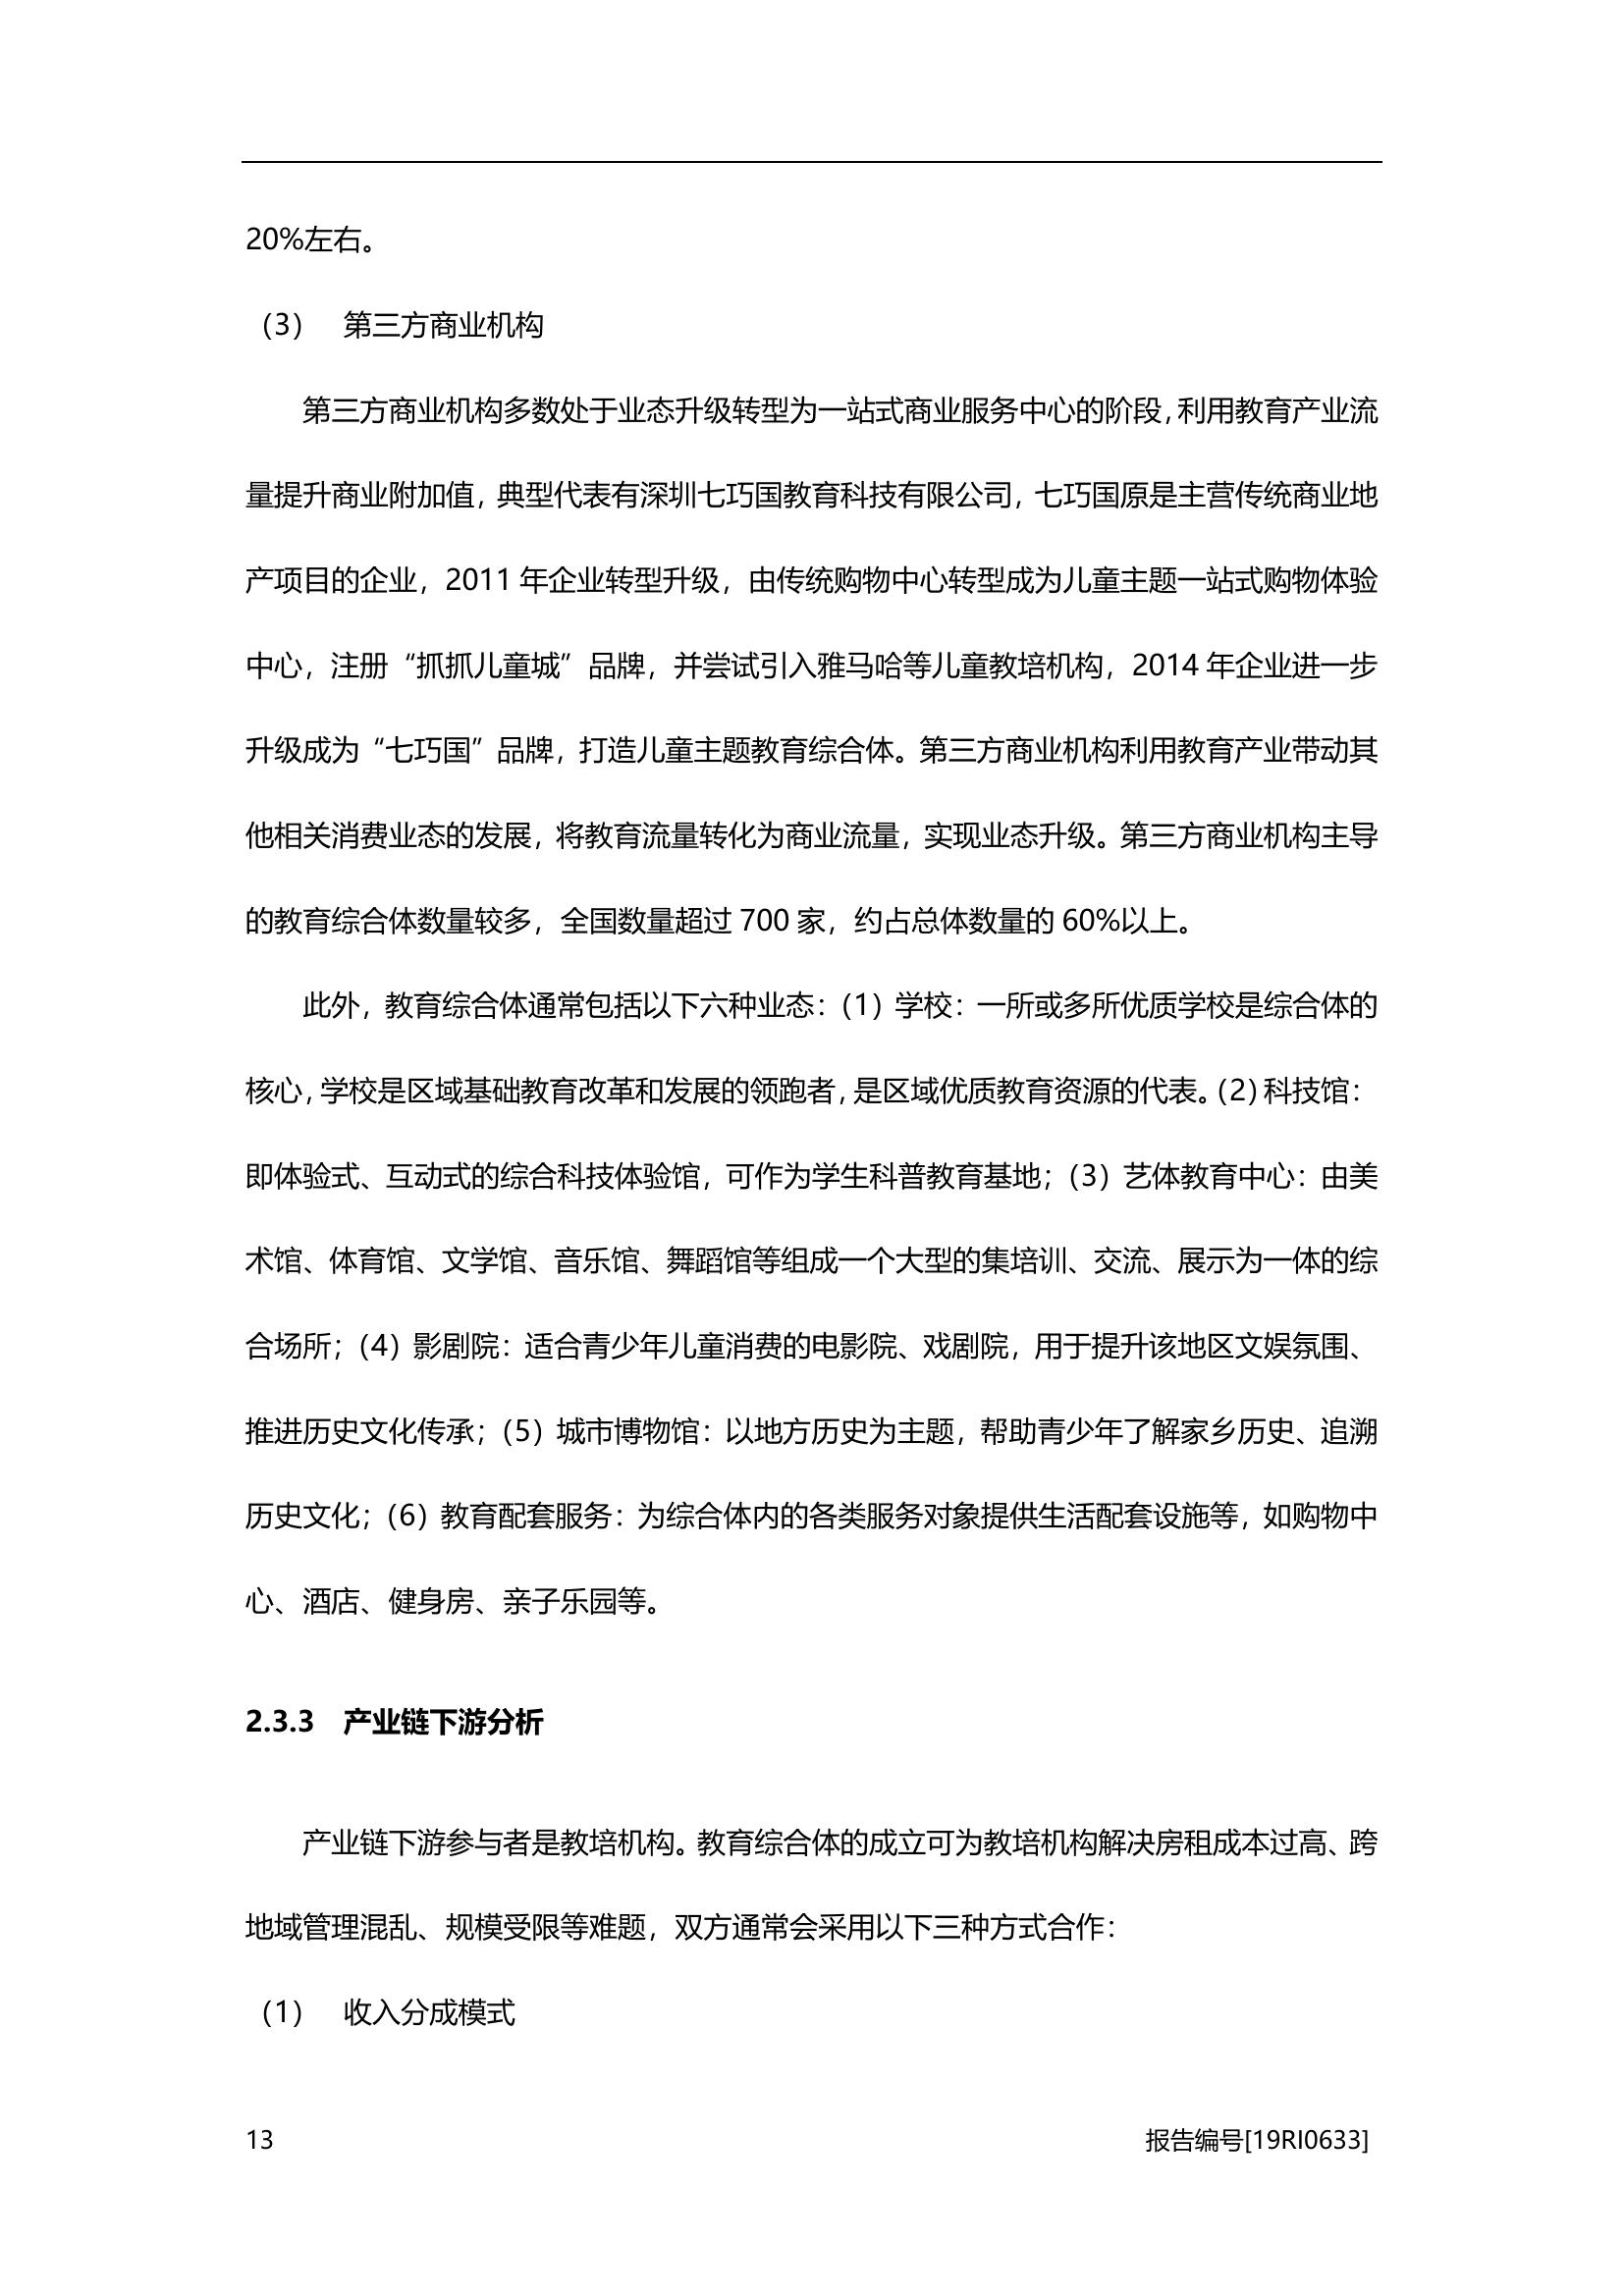 20%左右。
（3） 第三方商业机构
第三方商业机构多数处于业态升级转型为一站式商业服务中心的阶段，利用教育产业流
量提升商业附加值，典型代表有深圳七巧国教育科技有限公司，七巧国原是主营传统商业地
产项目的企业，2011 年企业转型升级，由传统购物中心转型成为儿童主题一站式购物体验
中心，注册“抓抓儿童城”品牌，并尝试引入雅马哈等儿童教培机构，2014 年企业进一步
升级成为“七巧国”品牌，打造儿童主题教育综合体。第三方商业机构利用教育产业带动其
他相关消费业态的发展，将教育流量转化为商业流量，实现业态升级。第三方商业机构主导
的教育综合体数量较多，全国数量超过 700 家，约占总体数量的 60%以上。
此外，教育综合体通常包括以下六种业态：（1）学校：一所或多所优质学校是综合体的
核心，学校是区域基础教育改革和发展的领跑者，是区域优质教育资源的代表。（2）科技馆：
即体验式、互动式的综合科技体验馆，可作为学生科普教育基地；（3）艺体教育中心：由美
术馆、体育馆、文学馆、音乐馆、舞蹈馆等组成一个大型的集培训、交流、展示为一体的综
合场所；（4）影剧院：适合青少年儿童消费的电影院、戏剧院，用于提升该地区文娱氛围、
推进历史文化传承；（5）城市博物馆：以地方历史为主题，帮助青少年了解家乡历史、追溯
历史文化；（6）教育配套服务：为综合体内的各类服务对象提供生活配套设施等，如购物中
心、酒店、健身房、亲子乐园等。
2.3.3 产业链下游分析
产业链下游参与者是教培机构。教育综合体的成立可为教培机构解决房租成本过高、跨
地域管理混乱、规模受限等难题，双方通常会采用以下三种方式合作：
（1） 收入分成模式
13 报告编号[19RI0633]